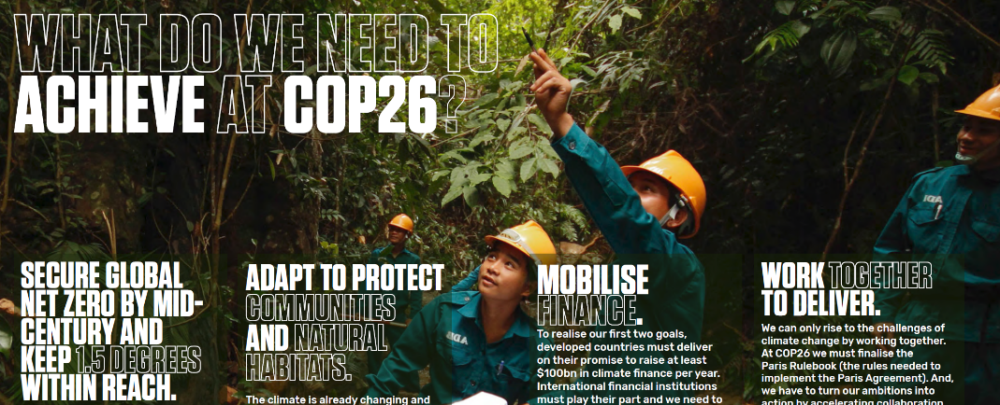 WHAT DO WE NEED TO
ACHIEVE AT COP26?
SECURE GLOBAL
NET ZERO BY MID-
CENTURY AND
KEEP 1.5 DEGREES
WITHIN REACH.
ADAPT TO PROTECT
COMMUNITIES
AND NATURAL
HABITATS.
The climate is already changing and
MOBILISE
FINANCE.
To realise our first two goals,
developed countries must deliver
on their promise to raise at least
$100bn in climate finance per year.
International financial institutions
must play their part and we need to
WORK TOGETHER
TO DELIVER.
We can only rise to the challenges of
climate change by working together.
At COP26 we must finalise the
Paris Rulebook (the rules needed to
implement the Paris Agreement). And,
we have to turn our ambitions into
action by accelerating collaboration